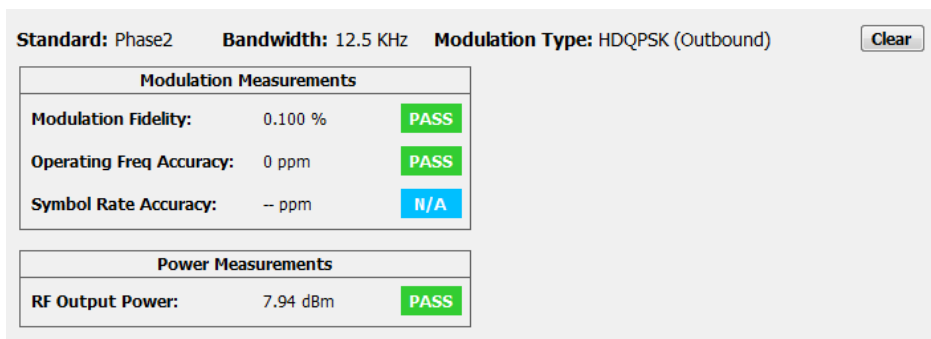 Standard: Phase2 Bandwidth: 12.5 KHz Modulation Type: HDQPSK (Outbound) Clear
Modulation Measurements
Modulation Fidelity: 0.100 % PASS
Operating Freq Accuracy: 0 ppm PASS
Symbol Rate Accuracy: -- ppm N/A
Power Measurements
RF Output Power: 7.94 dBm PASS